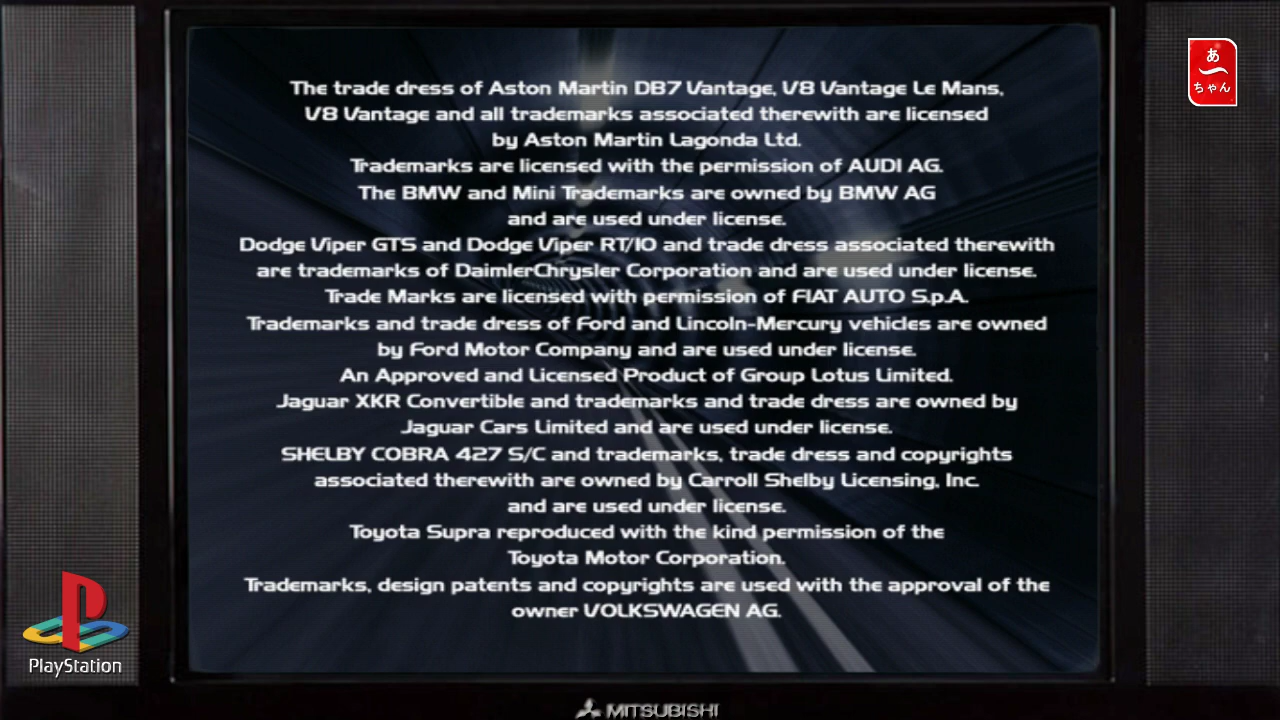 The trade dress of Aston Martin DB7 Vantage, V8 Vantage Le Mans,
V8 Vantage and all trademarks associated therewith are licensed
by Aston Martin Lagonda Ltd.
Trademarks are licensed with the permission of AUDI AG.
The BMW and Mini Trademarks are owned by BMW AG
and are used under license.
Dodge Viper GTS and Dodge Viper RT/10 and trade dress associated therewith
are trademarks of DaimlerChrysler Corporation and are used under license.
Trade Marks are licensed with permission of FIAT AUTO S.p.A.
Trademarks and trade dress of Ford and Lincoln-Mercury vehicles are owned
by Ford Motor Company and are used under license.
An Approved and Licensed Product of Group Lotus Limited.
Jaguar XKR Convertible and trademarks and trade dress are owned by
Jaguar Cars Limited and are used under license.
SHELBY COBRA 427 S/C and trademarks, trade dress and copyrights
associated therewith are owned by Carroll Shelby Licensing, Inc.
and are used under license.
Toyota Supra reproduced with the kind permission of the
Toyota Motor Corporation.
Trademarks, design patents and copyrights are used with the approval of the
owner VOLKSWAGEN AG.
あ
ー
ちゃん
PlayStation
MITSUBISHI